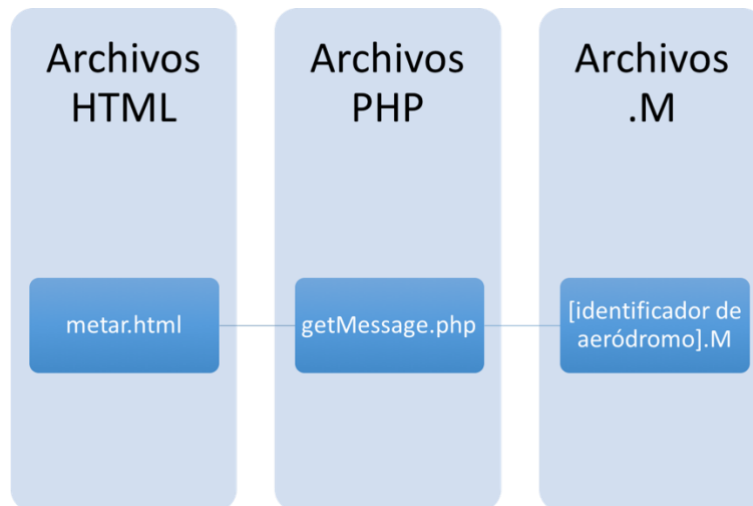 Archivos
HTML
Archivos
PHP
Archivos
.M
metar.html
getMessage.php
[identificador de
aeródromo].M